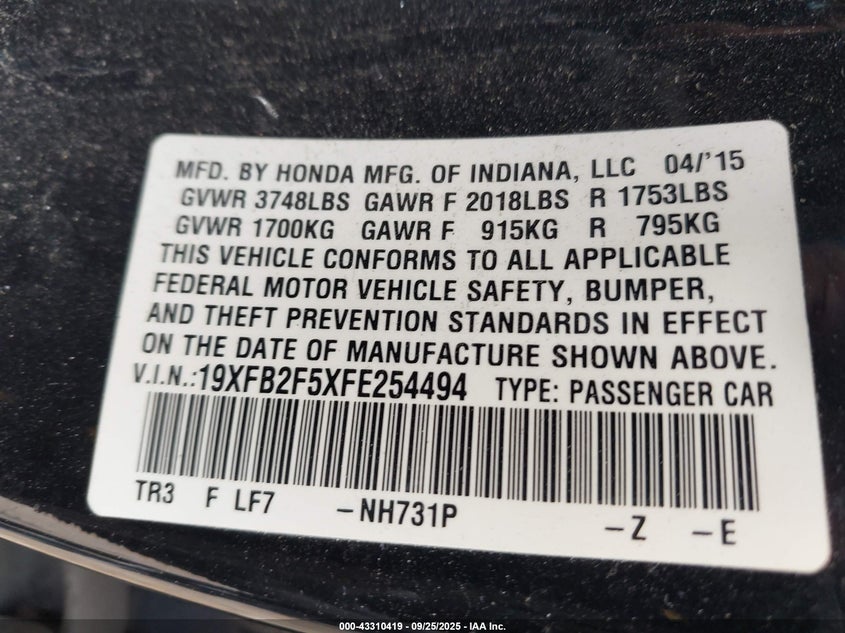 MFD. BY HONDA MFG. OF INDIANA, LLC 04/'15
GVWR 3748LBS GAWR F 2018LBS R 1753LBS
GVWR 1700KG GAWR F 915KG R 795KG
THIS VEHICLE CONFORMS TO ALL APPLICABLE
FEDERAL MOTOR VEHICLE SAFETY, BUMPER,
AND THEFT PREVENTION STANDARDS IN EFFECT
ON THE DATE OF MANUFACTURE SHOWN ABOVE.
V.I.N.:19XFB2F5XFE254494 TYPE: PASSENGER CAR
TR3 F LF7 -NH731P -Z -E
000-43310419 - 09/25/2025 - IAA Inc.